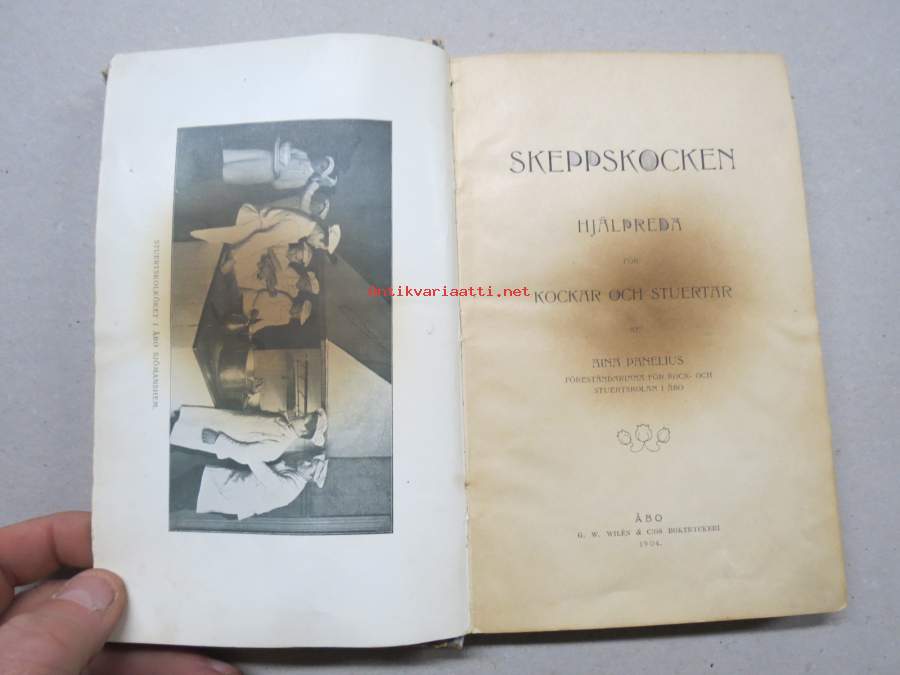 STUERTSKOLKÖKET I ÅBO SJÖMANSHEM.
SKEPPSKOCKEN
HJÄLPREDA
FÖR
KOCKAR OCH STUERTAR
AF
AINA PANELIUS
FÖRESTÅNDARINNA FÖR KOCK- OCH
STUERTSKOLAN I ÅBO
ÅBO
G. W. WILÉN & C:OS BOKTRYCKERI
1904.
antikvariaatti.net